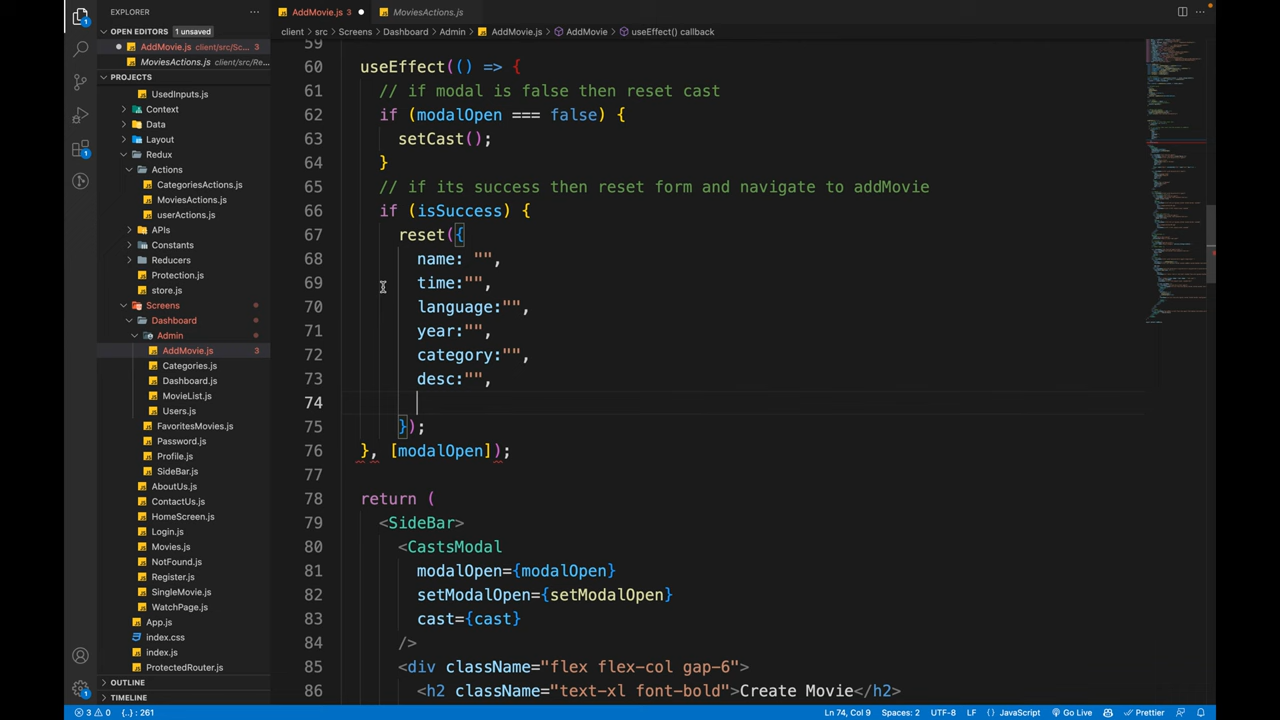 EXPLORER
AddMovie.js 3
MoviesActions.js
OPEN EDITORS 1 unsaved
AddMovie.js client/src/Sc... 3
MoviesActions.js client/src/Re...
PROJECTS
UsedInputs.js
Context
Data
Layout
Redux
Actions
CategoriesActions.js
MoviesActions.js
userActions.js
APIs
Constants
Reducers
Protection.js
store.js
Screens
Dashboard
Admin
AddMovie.js 3
Categories.js
Dashboard.js
MovieList.js
Users.js
FavoritesMovies.js
Password.js
Profile.js
SideBar.js
AboutUs.js
ContactUs.js
HomeScreen.js
Login.js
Movies.js
NotFound.js
Register.js
SingleMovie.js
WatchPage.js
App.js
index.css
index.js
ProtectedRouter.js
OUTLINE
TIMELINE
client > src > Screens > Dashboard > Admin > AddMovie.js > AddMovie > useEffect() callback
59
60 useEffect(() => {
61 // if modal is false then reset cast
62 if (modalOpen === false) {
63 setCast();
64 }
65 // if its success then reset form and navigate to addMovie
66 if (isSuccess) {
67 reset({
68 name: "",
69 time:"",
70 language:"",
71 year:"",
72 category:"",
73 desc:"",
74
75 });
76 }, [modalOpen]);
77
78 return (
79 <SideBar>
80 <CastsModal
81 modalOpen={modalOpen}
82 setModalOpen={setModalOpen}
83 cast={cast}
84 />
85 <div className="flex flex-col gap-6">
86 <h2 className="text-xl font-bold">Create Movie</h2>
3 0 {..} : 261
Ln 74, Col 9 Spaces: 2 UTF-8 LF {} JavaScript Go Live Prettier